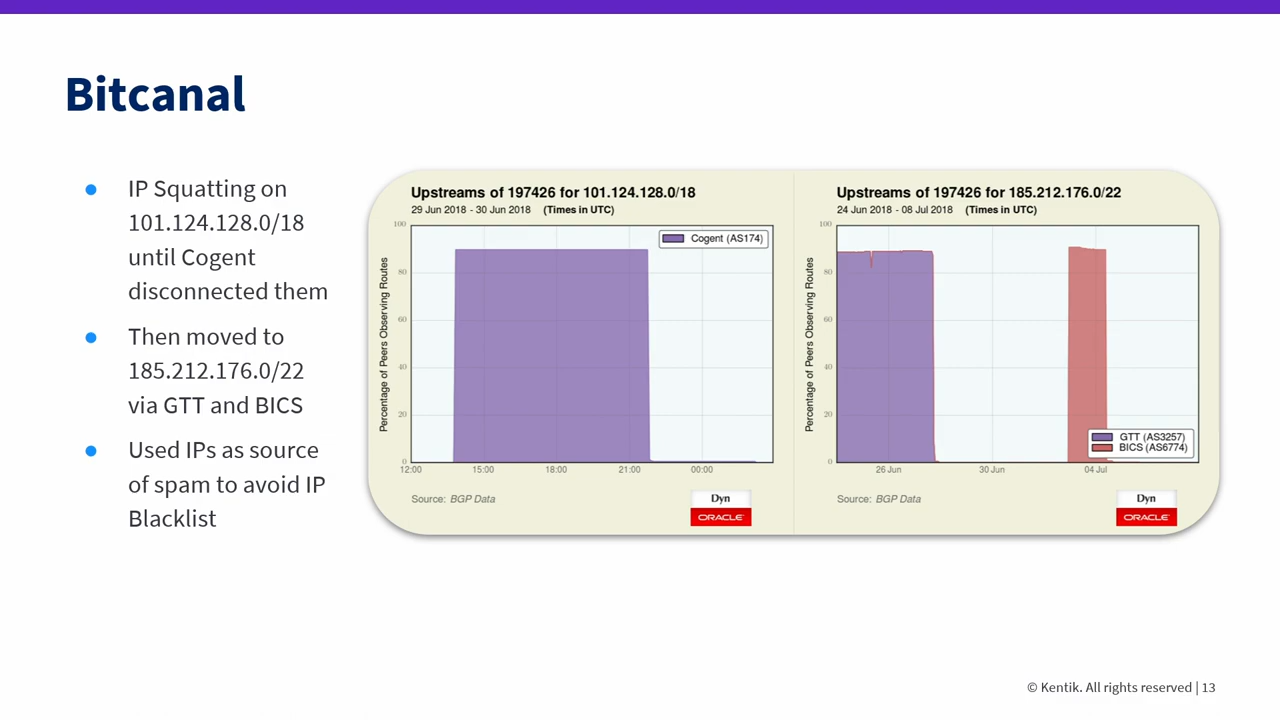 Bitcanal
● IP Squatting on
101.124.128.0/18
until Cogent
disconnected them
● Then moved to
185.212.176.0/22
via GTT and BICS
● Used IPs as source
of spam to avoid IP
Blacklist
Upstreams of 197426 for 101.124.128.0/18
29 Jun 2018 - 30 Jun 2018 (Times in UTC)
Percentage of Peers Observing Routes
100
80
60
40
20
0
Cogent (AS174)
12:00 15:00 18:00 21:00 00:00
Source: BGP Data
Dyn
ORACLE
Upstreams of 197426 for 185.212.176.0/22
24 Jun 2018 - 08 Jul 2018 (Times in UTC)
Percentage of Peers Observing Routes
100
80
60
40
20
0
GTT (AS3257)
BICS (AS6774)
26 Jun 30 Jun 04 Jul
Source: BGP Data
Dyn
ORACLE
© Kentik. All rights reserved | 13